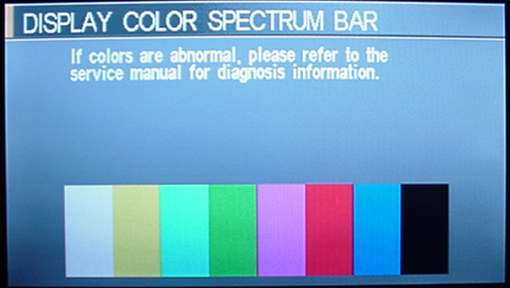 DISPLAY COLOR SPECTRUM BAR
If colors are abnormal, please refer to the
service manual for diagnosis information.